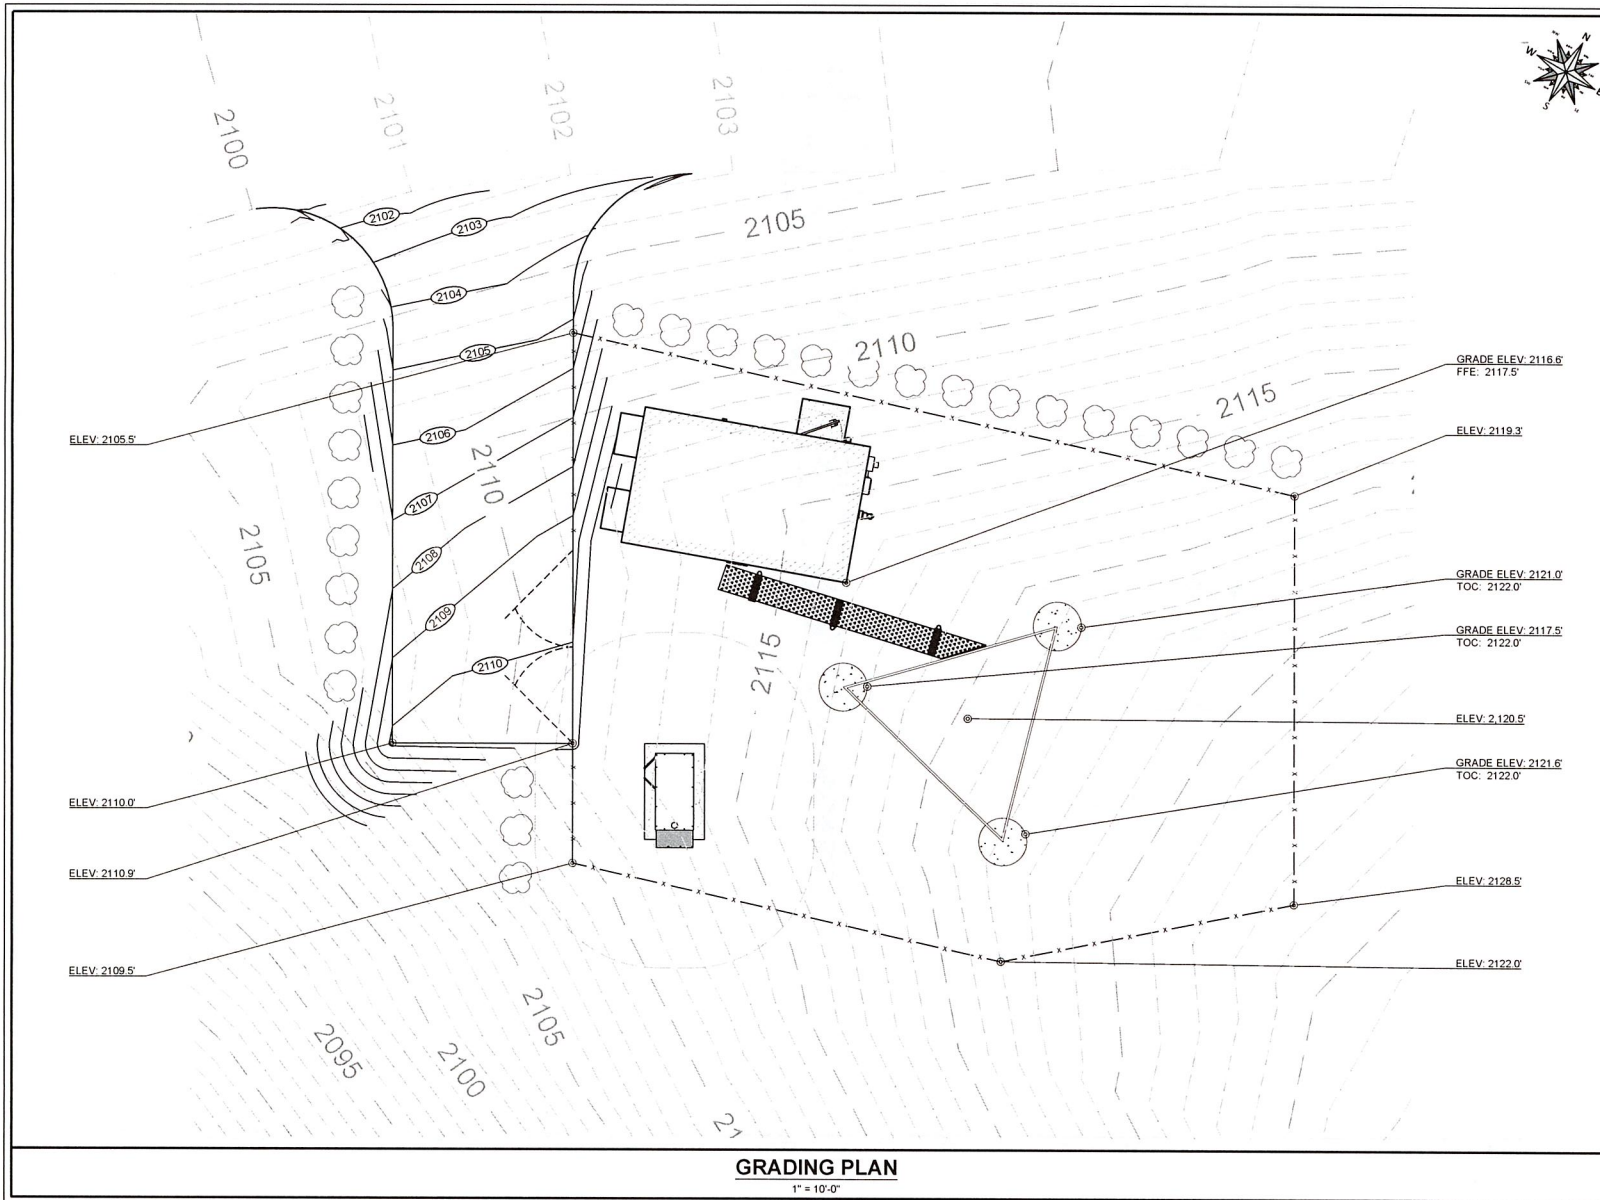 N
W
E
S
2100
2101
2102
2103
2102
2103
2105
2104
2110
GRADE ELEV: 2116.6'
FFE: 2117.5'
2105
2115
ELEV: 2105.5'
2106
ELEV: 2119.3'
2110
2107
2105
2108
GRADE ELEV: 2121.0'
TOC: 2122.0'
2109
GRADE ELEV: 2117.5'
TOC: 2122.0'
2110
2115
ELEV: 2,120.5'
GRADE ELEV: 2121.6'
TOC: 2122.0'
ELEV: 2110.0'
ELEV: 2110.9'
ELEV: 2128.5'
ELEV: 2109.5'
ELEV: 2122.0'
2105
2095
2100
21
GRADING PLAN
1" = 10'-0"